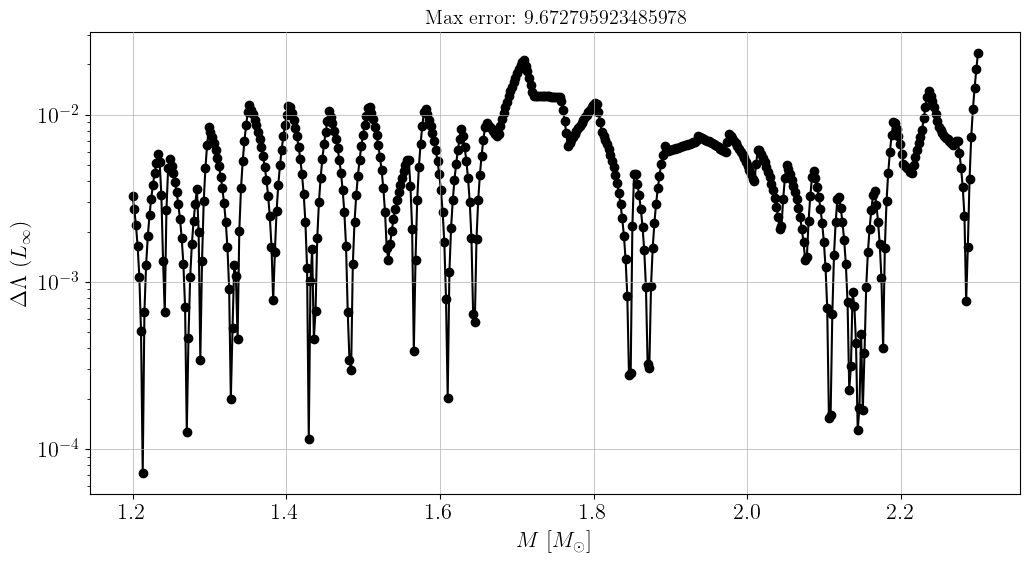 Max error: 9.672795923485978
ΔΛ (L∞)
10⁻²
10⁻³
10⁻⁴
1.2 1.4 1.6 1.8 2.0 2.2
M [M⊙]